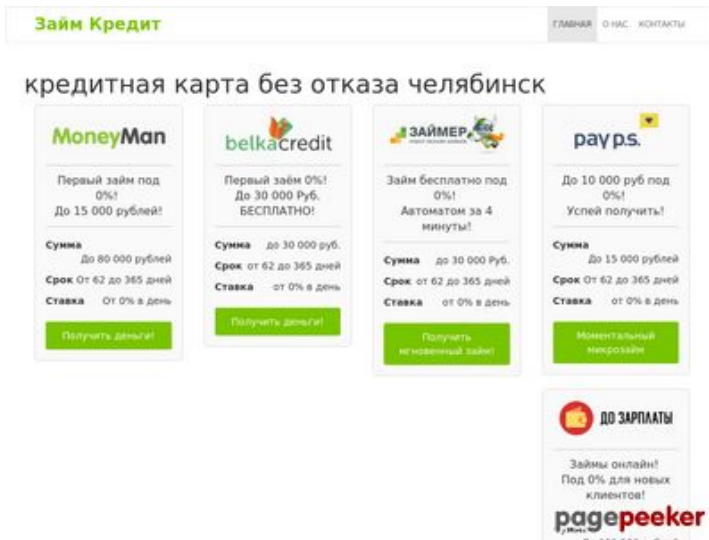 Займ Кредит
ГЛАВНАЯ О НАС КОНТАКТЫ
кредитная карта без отказа челябинск
MoneyMan
Первый займ под
0%!
До 15 000 рублей!
Сумма
До 80 000 рублей
Срок От 62 до 365 дней
Ставка От 0% в день
Получить деньги!
belkacredit
Первый заём 0%!
До 30 000 Руб.
БЕСПЛАТНО!
Сумма до 30 000 руб.
Срок от 62 до 365 дней
Ставка от 0% в день
Получить деньги!
ЗАЙМЕР
Займ бесплатно под
0%!
Автоматом за 4
минуты!
Сумма до 30 000 Руб.
Срок от 62 до 365 дней
Ставка от 0% в день
Получить
мгновенный займ!
pay p.s.
До 10 000 руб под
0%!
Успей получить!
Сумма
До 15 000 рублей
Срок От 62 до 365 дней
Ставка От 0% в день
Моментальный
микрозайм
ДО ЗАРПЛАТЫ
Займы онлайн!
Под 0% для новых
клиентов!
pagepeeker